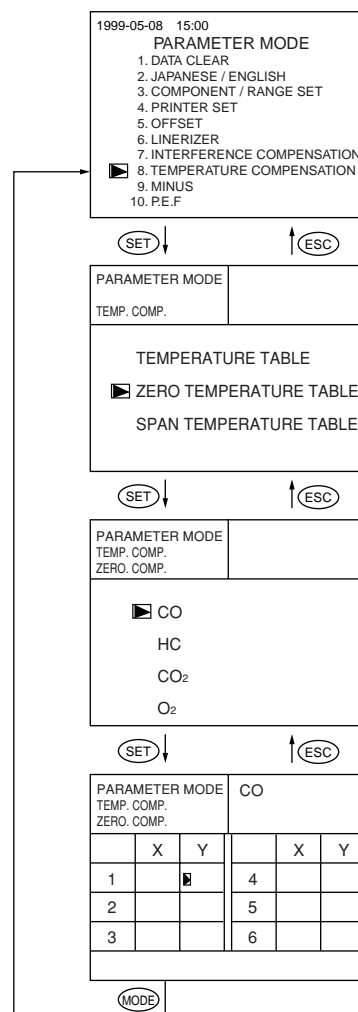 1999-05-08 15:00
PARAMETER MODE
1. DATA CLEAR
2. JAPANESE / ENGLISH
3. COMPONENT / RANGE SET
4. PRINTER SET
5. OFFSET
6. LINERIZER
7. INTERFERENCE COMPENSATION
8. TEMPERATURE COMPENSATION
9. MINUS
10. P.E.F
SET ESC
PARAMETER MODE
TEMP. COMP.
TEMPERATURE TABLE
ZERO TEMPERATURE TABLE
SPAN TEMPERATURE TABLE
SET ESC
PARAMETER MODE
TEMP. COMP.
ZERO. COMP.
CO
HC
CO2
O2
SET ESC
PARAMETER MODE CO
TEMP. COMP.
ZERO. COMP.
X Y X Y
1 4
2 5
3 6
MODE